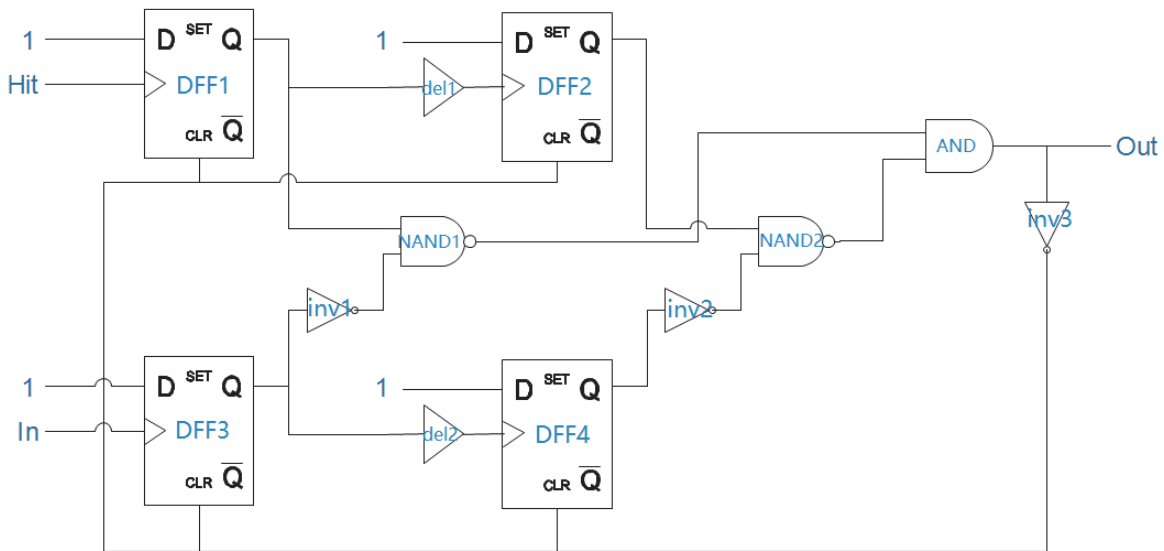 1
D SET Q
Hit
DFF1
CLR Q
1
D SET Q
del1
DFF2
CLR Q
AND
Out
NAND1
NAND2
inv3
inv1
inv2
1
D SET Q
In
DFF3
CLR Q
1
D SET Q
del2
DFF4
CLR Q